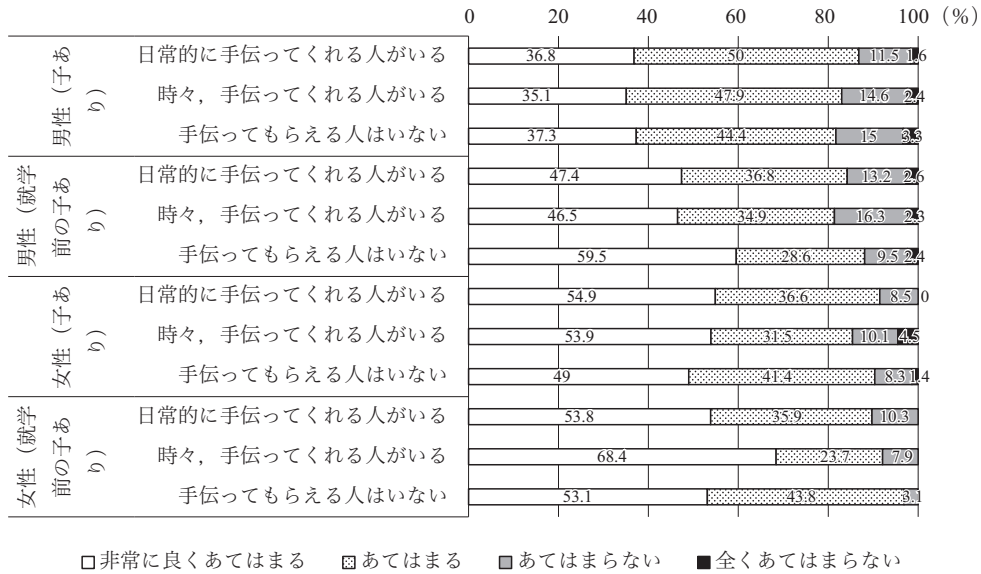 0 20 40 60 80 100 (%)
男性（子あり）
日常的に手伝ってくれる人がいる 36.8 50 11.5 1.6
時々，手伝ってくれる人がいる 35.1 47.9 14.6 2.4
手伝ってもらえる人はいない 37.3 44.4 15 3.3
男性（就学前の子あり）
日常的に手伝ってくれる人がいる 47.4 36.8 13.2 2.6
時々，手伝ってくれる人がいる 46.5 34.9 16.3 2.3
手伝ってもらえる人はいない 59.5 28.6 9.5 2.4
女性（子あり）
日常的に手伝ってくれる人がいる 54.9 36.6 8.5 0
時々，手伝ってくれる人がいる 53.9 31.5 10.1 4.5
手伝ってもらえる人はいない 49 41.4 8.3 1.4
女性（就学前の子あり）
日常的に手伝ってくれる人がいる 53.8 35.9 10.3
時々，手伝ってくれる人がいる 68.4 23.7 7.9
手伝ってもらえる人はいない 53.1 43.8 3.1
非常に良くあてはまる あてはまる あてはまらない 全くあてはまらない